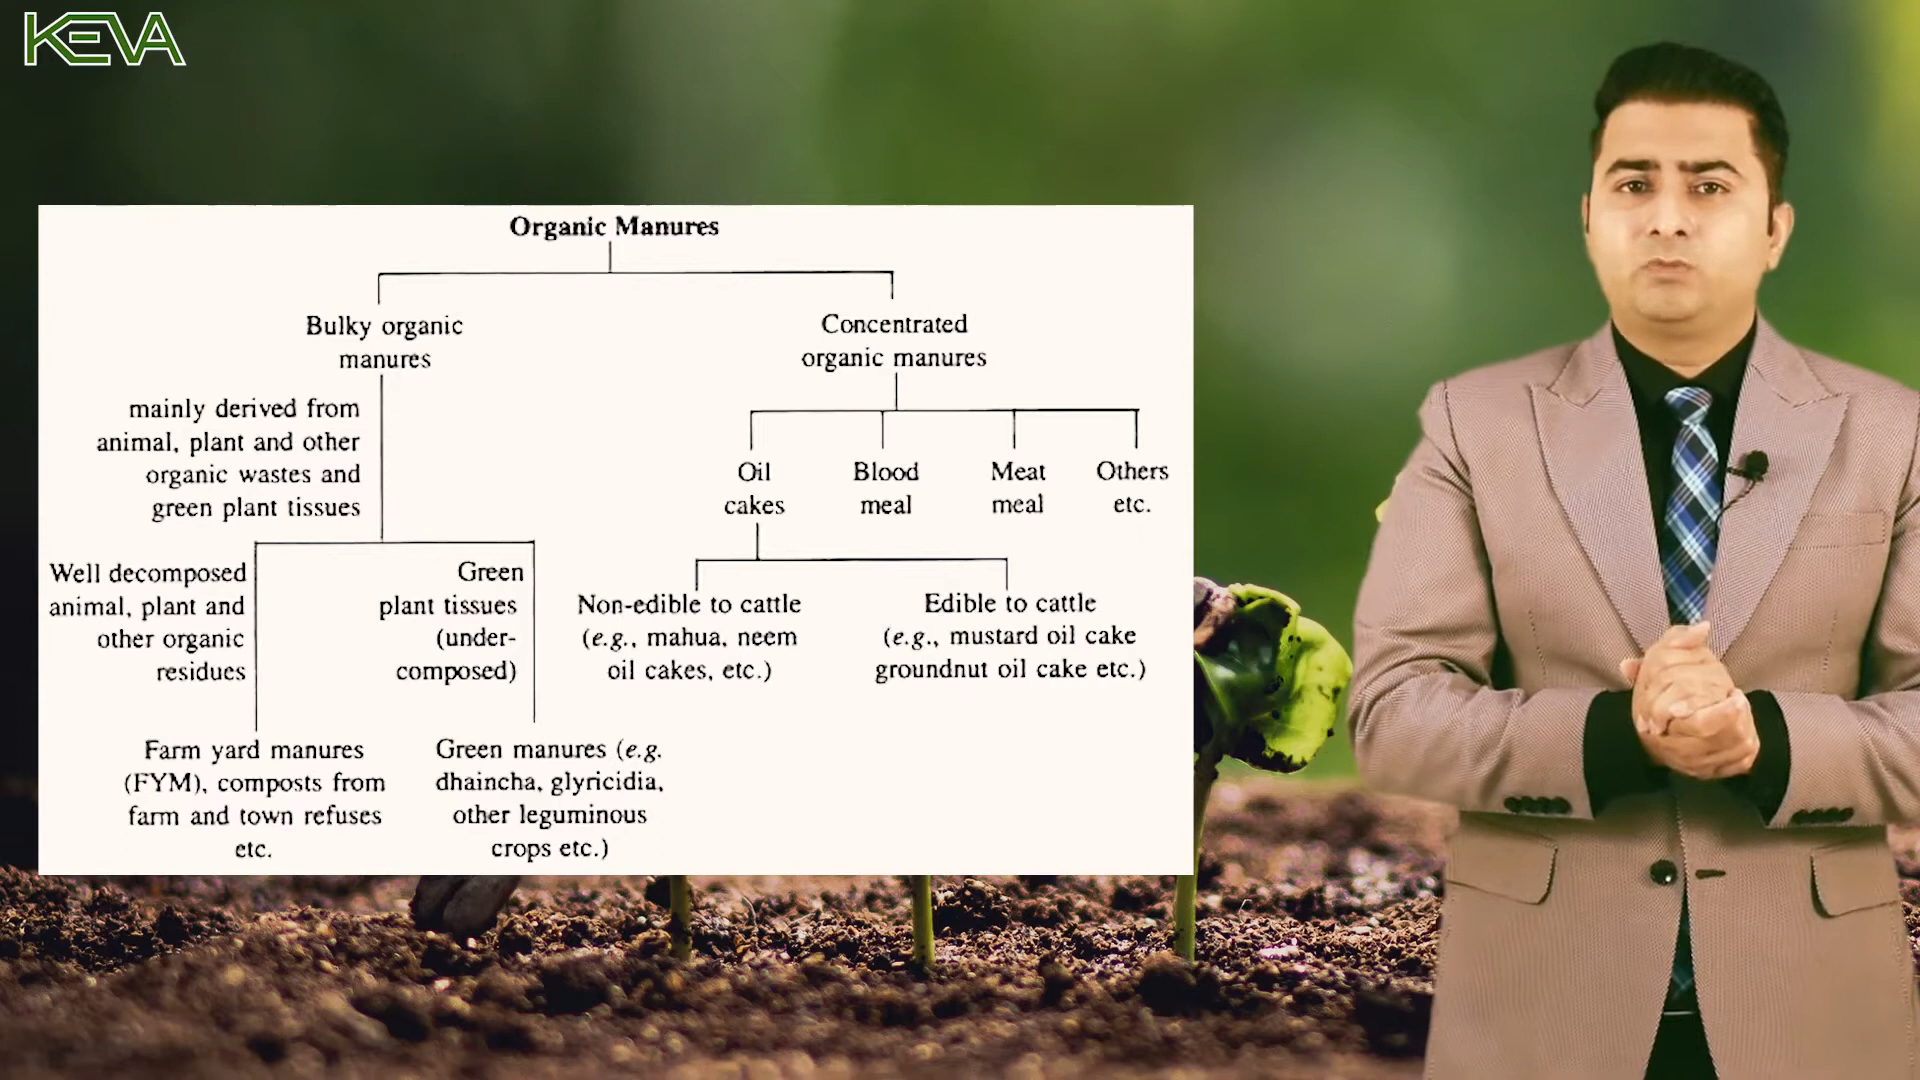 KEVA
Organic Manures
Bulky organic
manures
mainly derived from
animal, plant and other
organic wastes and
green plant tissues
Well decomposed
animal, plant and
other organic
residues
Green
plant tissues
(under-
composed)
Farm yard manures
(FYM), composts from
farm and town refuses
etc.
Green manures (e.g.
dhaincha, glyricidia,
other leguminous
crops etc.)
Concentrated
organic manures
Oil
cakes
Blood
meal
Meat
meal
Others
etc.
Non-edible to cattle
(e.g., mahua, neem
oil cakes, etc.)
Edible to cattle
(e.g., mustard oil cake
groundnut oil cake etc.)